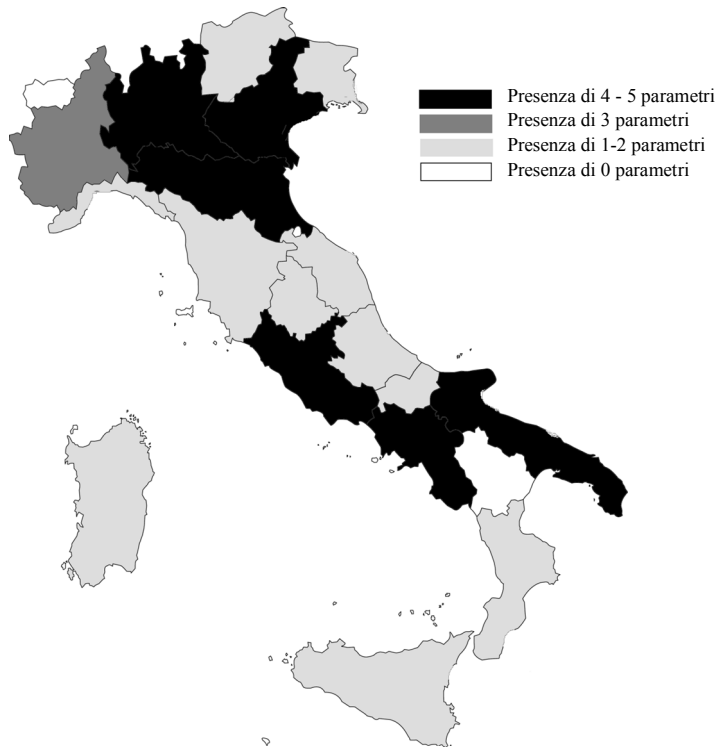 Presenza di 4 - 5 parametri
Presenza di 3 parametri
Presenza di 1-2 parametri
Presenza di 0 parametri